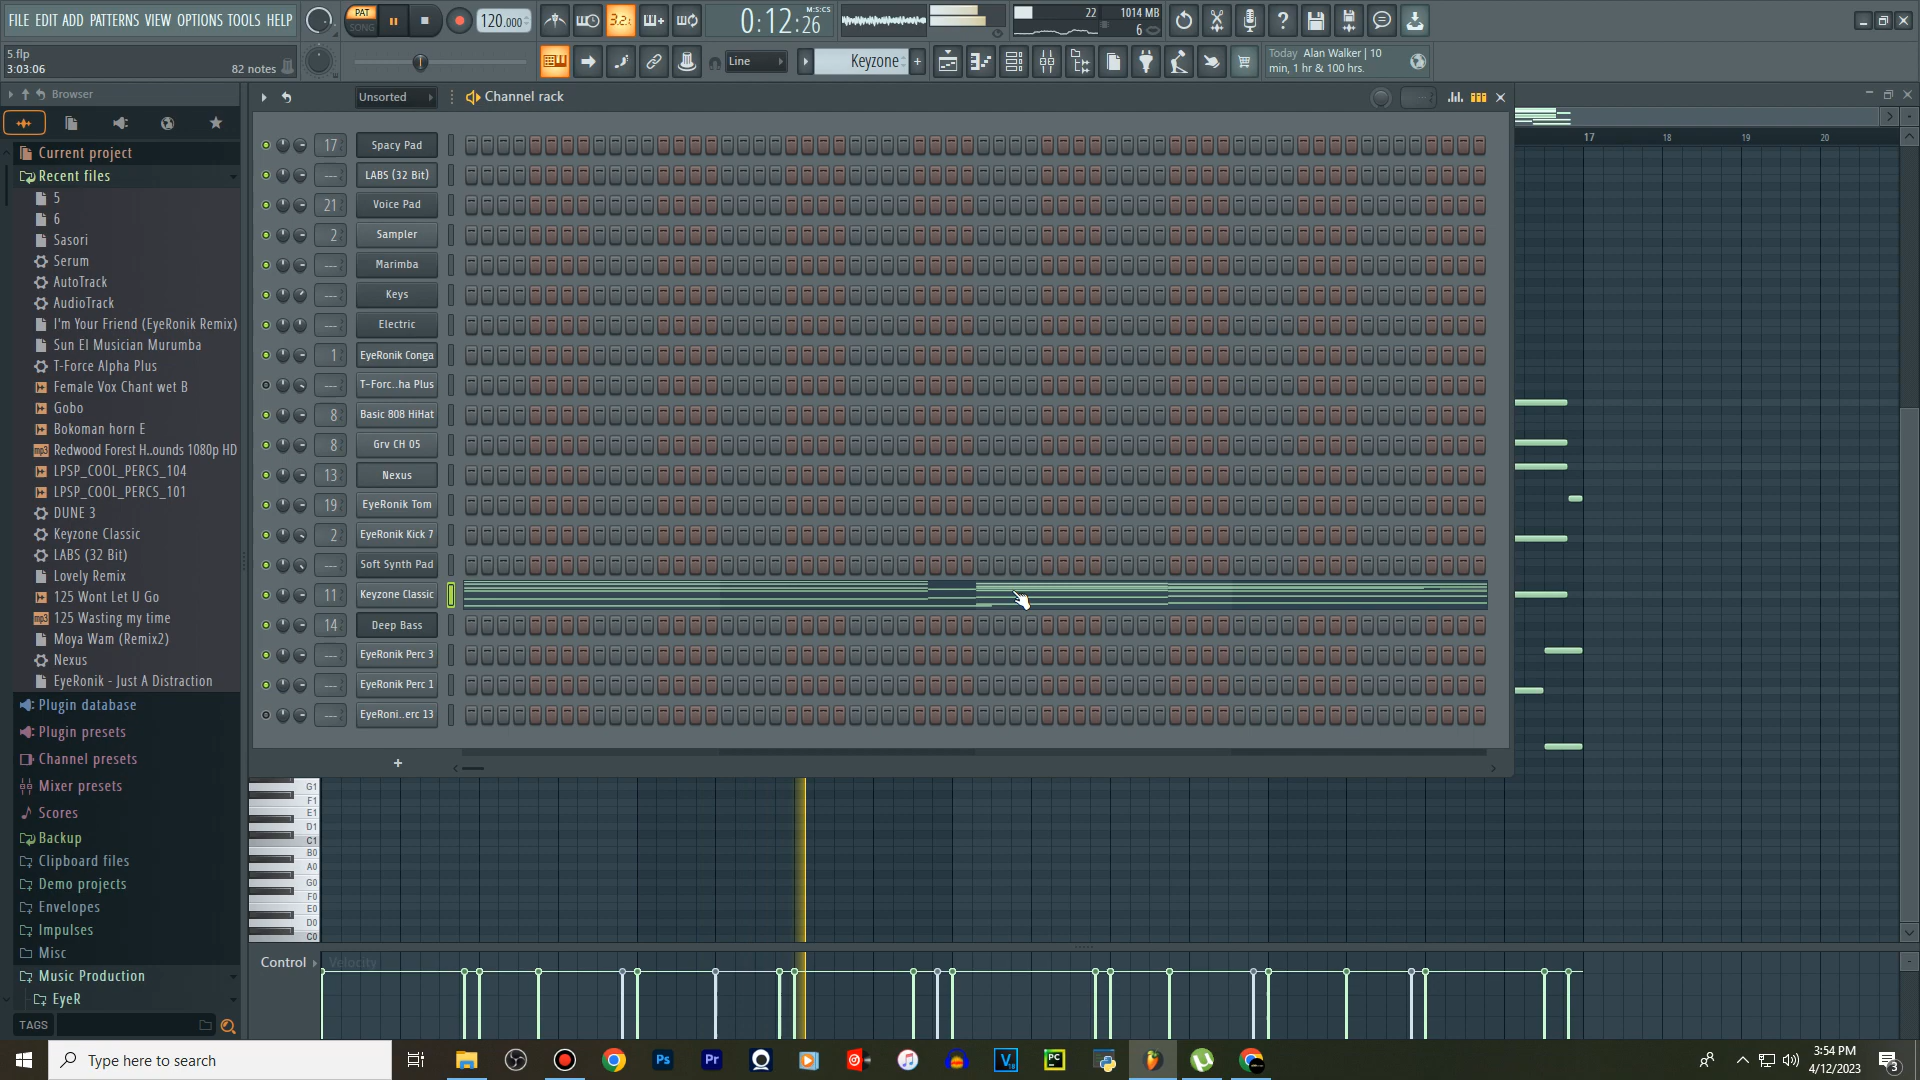 FILE EDIT ADD PATTERNS VIEW OPTIONS TOOLS HELP
PAT
SONG
120.000
3.2.
0:12:26
M:S:CS
22
1014 MB
6
5.flp
3:03:06
82 notes
Line
Keyzone
+
Today Alan Walker | 10
min, 1 hr & 100 hrs.
Browser
Unsorted
Channel rack
Current project
Recent files
5
6
Sasori
Serum
AutoTrack
AudioTrack
I'm Your Friend (EyeRonik Remix)
Sun El Musician Murumba
T-Force Alpha Plus
Female Vox Chant wet B
Gobo
Bokoman horn E
Redwood Forest H..ounds 1080p HD
LPSP_COOL_PERCS_104
LPSP_COOL_PERCS_101
DUNE 3
Keyzone Classic
LABS (32 Bit)
Lovely Remix
125 Wont Let U Go
125 Wasting my time
Moya Wam (Remix2)
Nexus
EyeRonik - Just A Distraction
Plugin database
Plugin presets
Channel presets
Mixer presets
Scores
Backup
Clipboard files
Demo projects
Envelopes
Impulses
Misc
Music Production
EyeR
TAGS
17 Spacy Pad
--- LABS (32 Bit)
21 Voice Pad
2 Sampler
--- Marimba
--- Keys
--- Electric
1 EyeRonik Conga
--- T-Forc..ha Plus
8 Basic 808 HiHat
8 Grv CH 05
13 Nexus
19 EyeRonik Tom
2 EyeRonik Kick 7
--- Soft Synth Pad
11 Keyzone Classic
14 Deep Bass
--- EyeRonik Perc 3
--- EyeRonik Perc 1
--- EyeRoni..erc 13
+
17 18 19 20
G1
F1
E1
D1
C1
B0
A0
G0
F0
E0
D0
C0
Control
Velocity
Type here to search
3:54 PM
4/12/2023
3